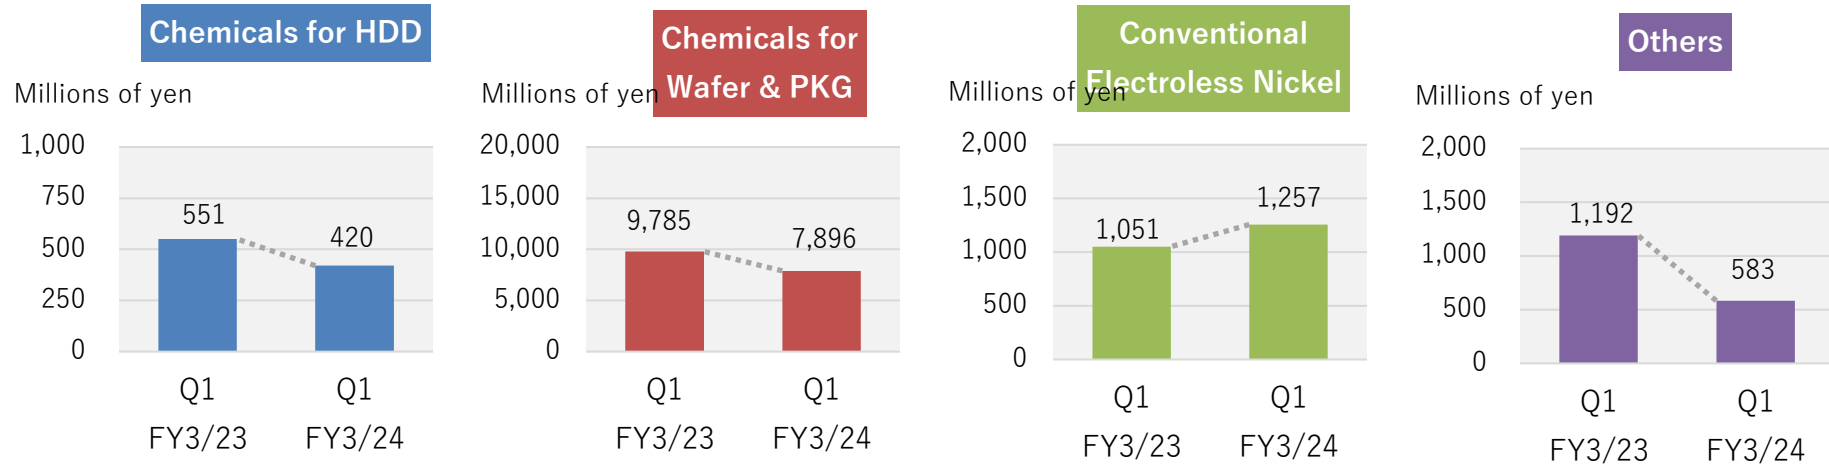 Chemicals for HDD
Millions of yen
1,000
750
500
250
0
551
420
Q1
FY3/23
Q1
FY3/24
Chemicals for
Wafer & PKG
Millions of yen
20,000
15,000
10,000
5,000
0
9,785
7,896
Q1
FY3/23
Q1
FY3/24
Conventional
Electroless Nickel
Millions of yen
2,000
1,500
1,000
500
0
1,051
1,257
Q1
FY3/23
Q1
FY3/24
Others
Millions of yen
2,000
1,500
1,000
500
0
1,192
583
Q1
FY3/23
Q1
FY3/24